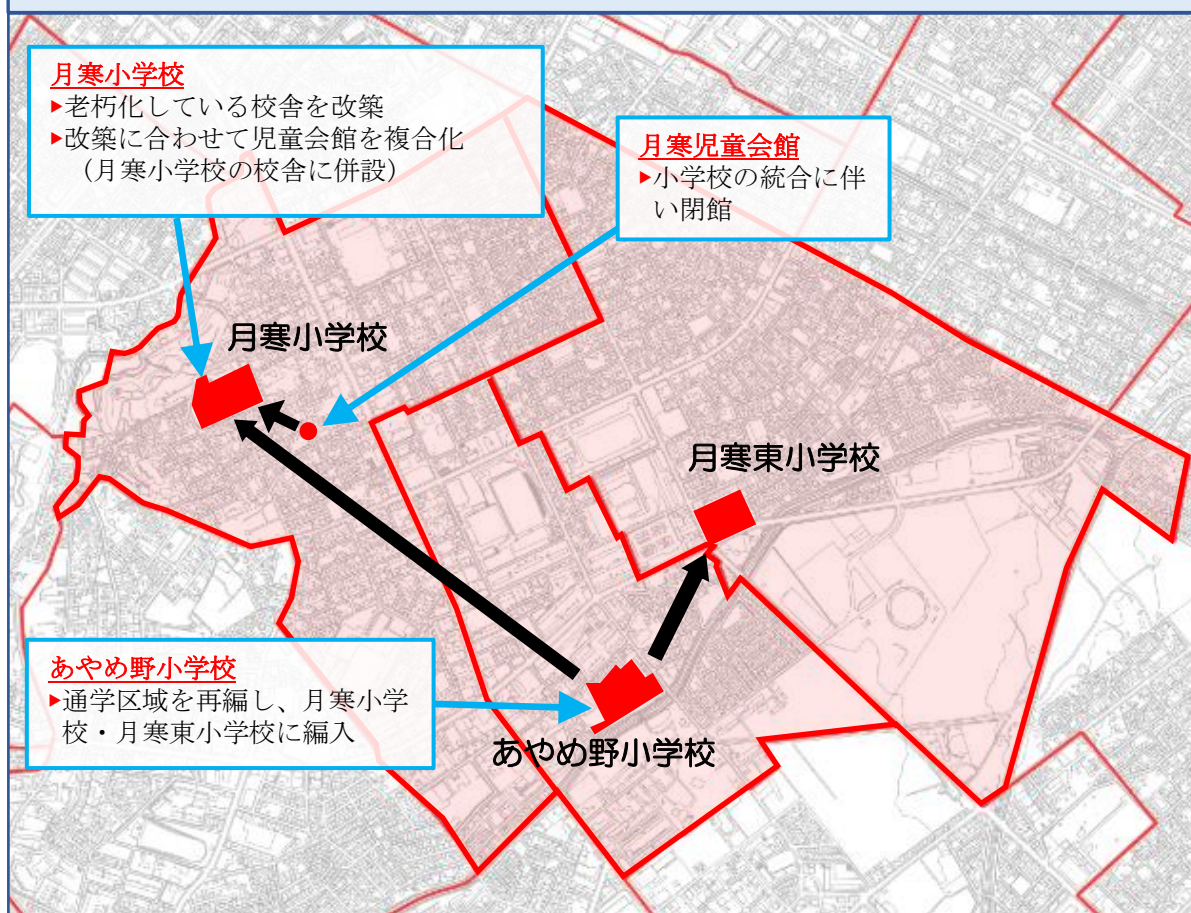 月寒小学校
▶老朽化している校舎を改築
▶改築に合わせて児童会館を複合化
（月寒小学校の校舎に併設）
月寒児童会館
▶小学校の統合に伴
い閉館
月寒小学校
月寒東小学校
あやめ野小学校
▶通学区域を再編し、月寒小学
校・月寒東小学校に編入
あやめ野小学校